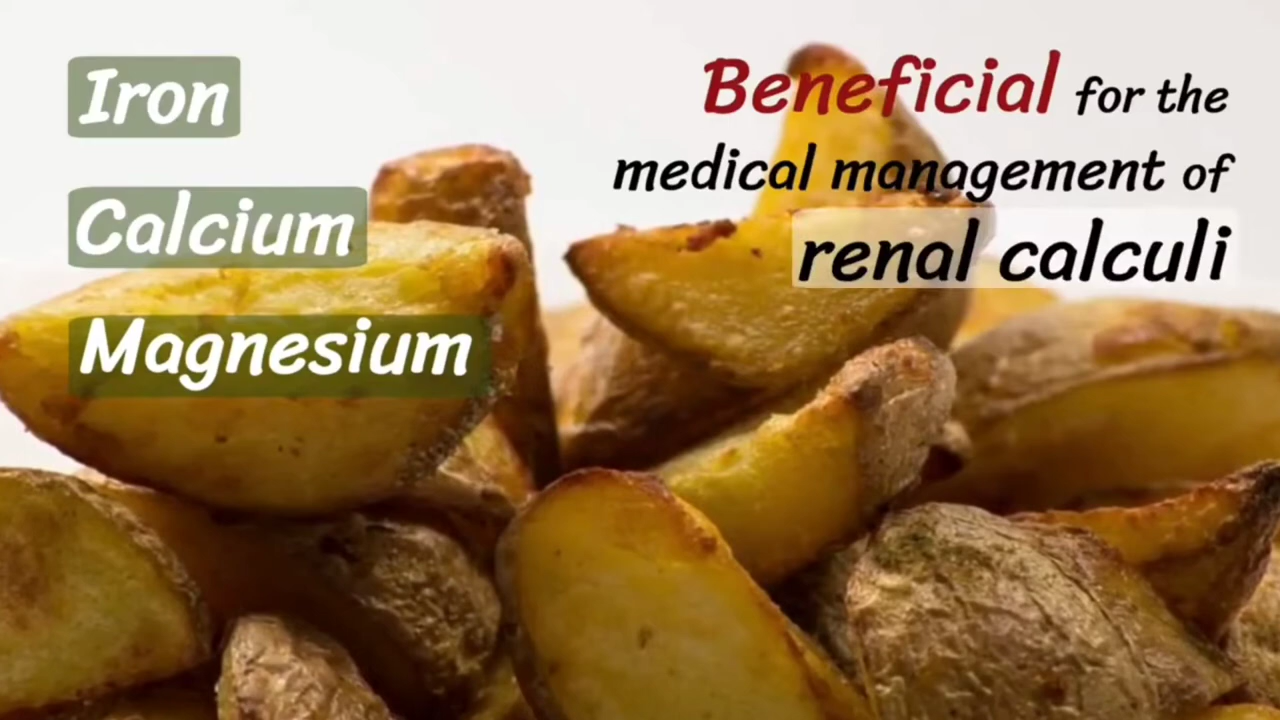 Iron
Calcium
Magnesium
Beneficial for the
medical management of
renal calculi